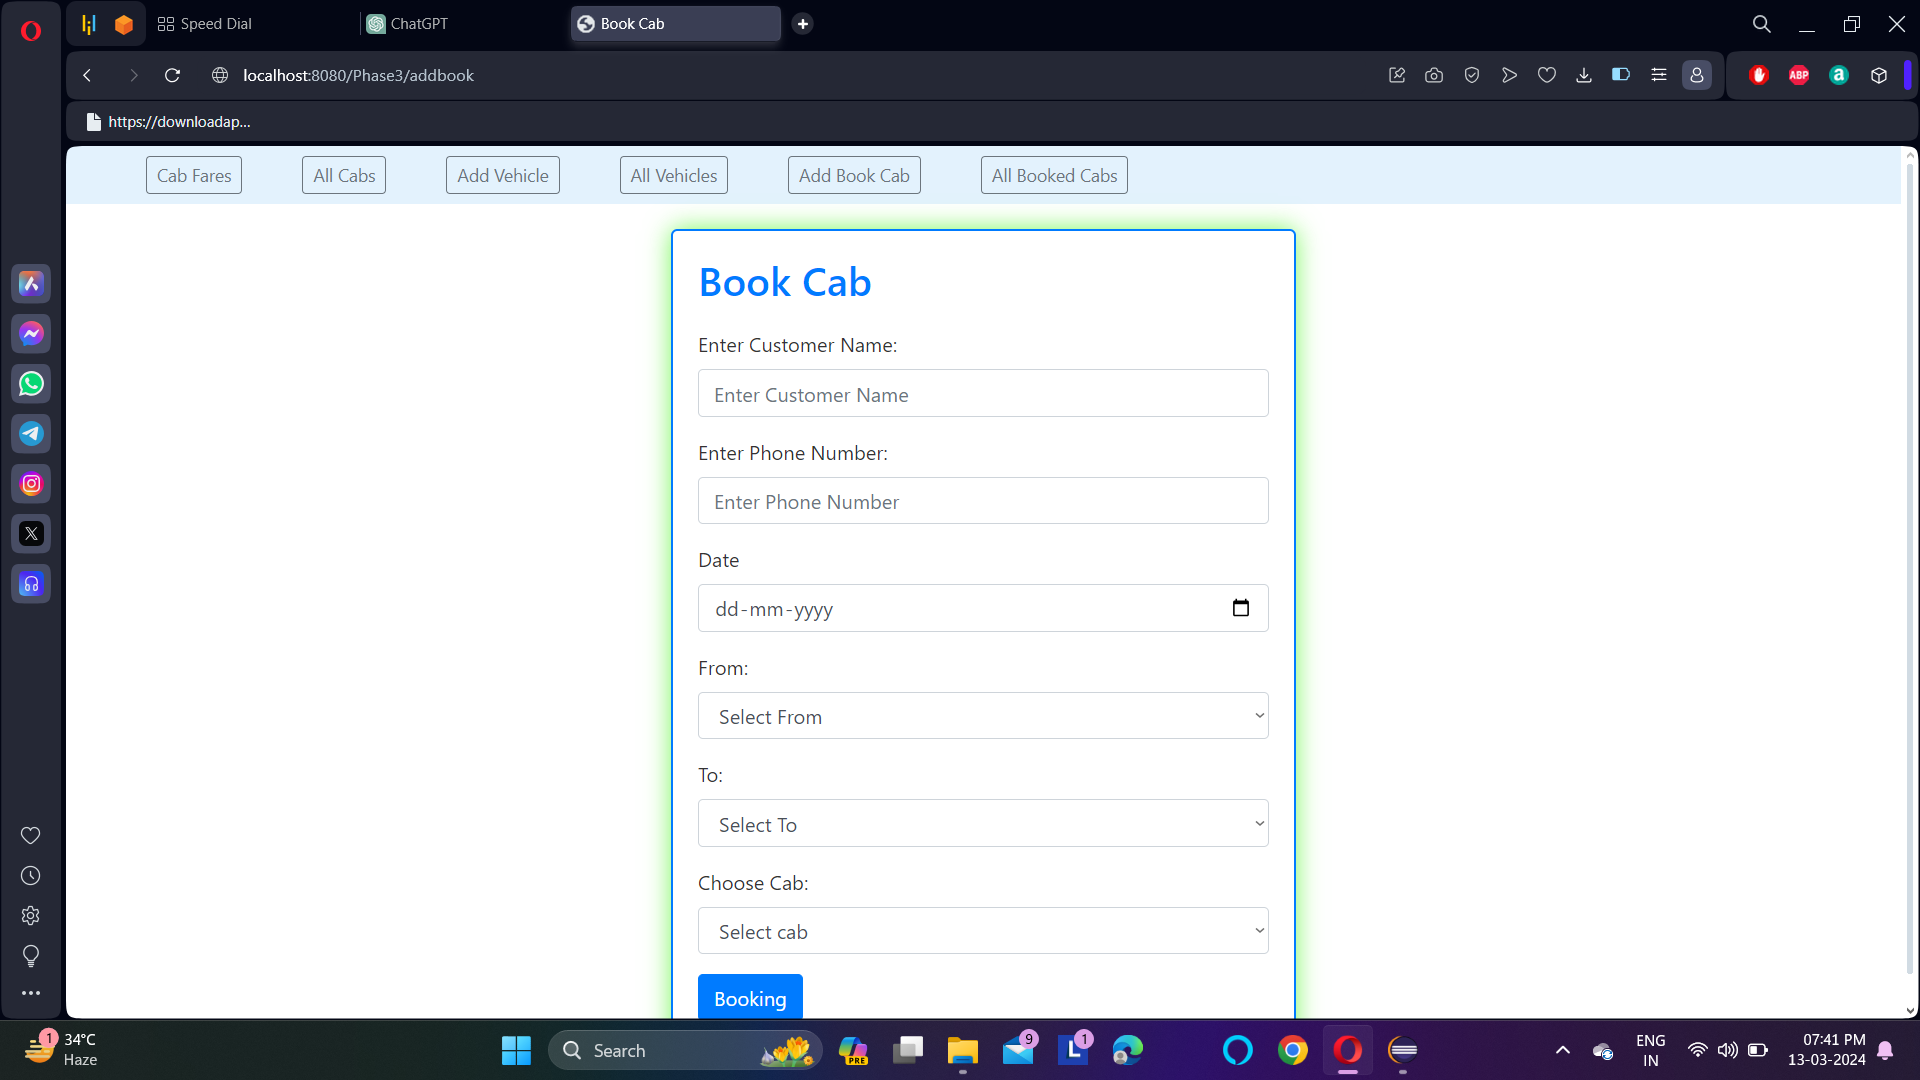 Speed Dial
ChatGPT
Book Cab
localhost:8080/Phase3/addbook
ABP
a
https://downloadap...
Cab Fares
All Cabs
Add Vehicle
All Vehicles
Add Book Cab
All Booked Cabs
Book Cab
Enter Customer Name:
Enter Customer Name
Enter Phone Number:
Enter Phone Number
Date
dd-mm-yyyy
From:
Select From
To:
Select To
Choose Cab:
Select cab
Booking
1
34°C
Haze
Search
PRE
9
L
1
ENG
IN
07:41 PM
13-03-2024